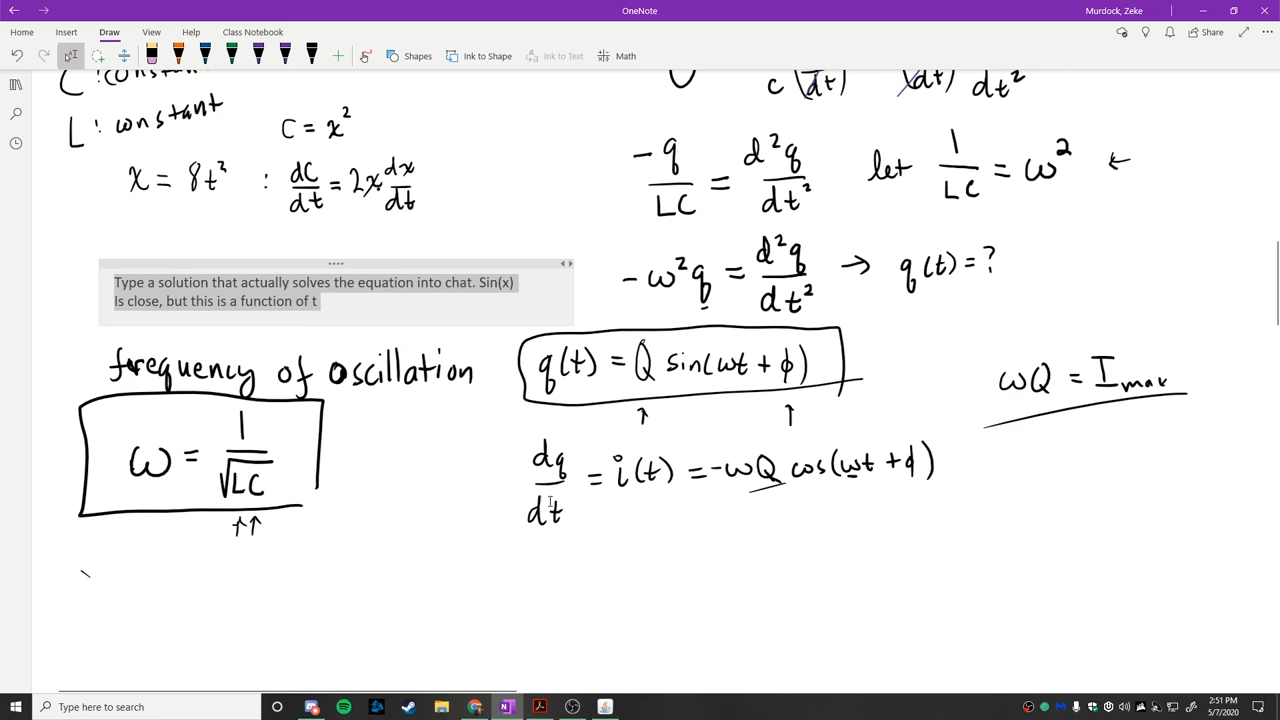 OneNote
Murdock, Zeke
Home Insert Draw View Help Class Notebook
Share
Shapes Ink to Shape Ink to Text Math
C : constan
L : constant
C = x²
x = 8t² : dC/dt = 2x dx/dt
-q/LC = d²q/dt² let 1/LC = ω² ←
-ω²q = d²q/dt² → q(t) = ?
Type a solution that actually solves the equation into chat. Sin(x)
Is close, but this is a function of t
frequency of oscillation
ω = 1/√LC
↑↑
q(t) = Q sin(ωt + φ)
↑ ↑
dq/dt = i(t) = -ωQ cos(ωt + φ)
ωQ = Imax
Type here to search
2:51 PM
5/7/2020